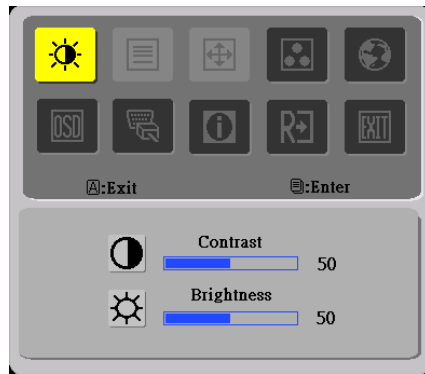 OSD
R
EXIT
A:Exit
:Enter
Contrast
50
Brightness
50